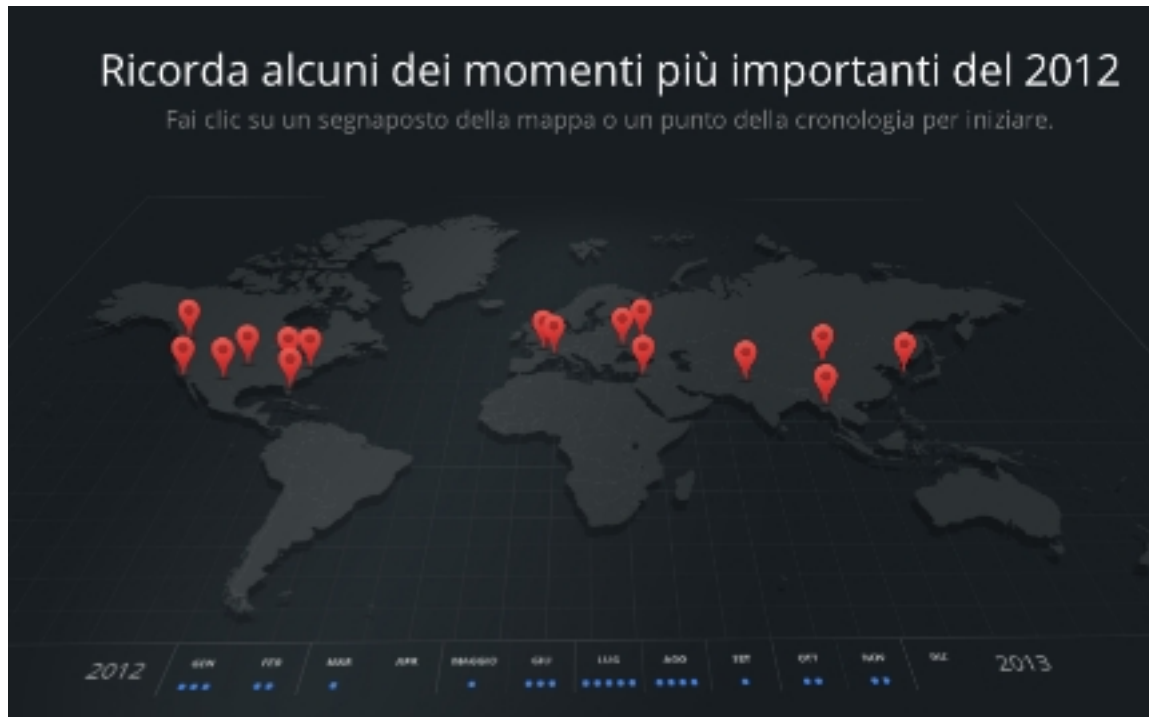 Ricorda alcuni dei momenti più importanti del 2012
Fai clic su un segnaposto della mappa o un punto della cronologia per iniziare.
2012 GEN FEB MAR APR MAGGIO GIU LUG AGO SET OTT NOV DIC 2013